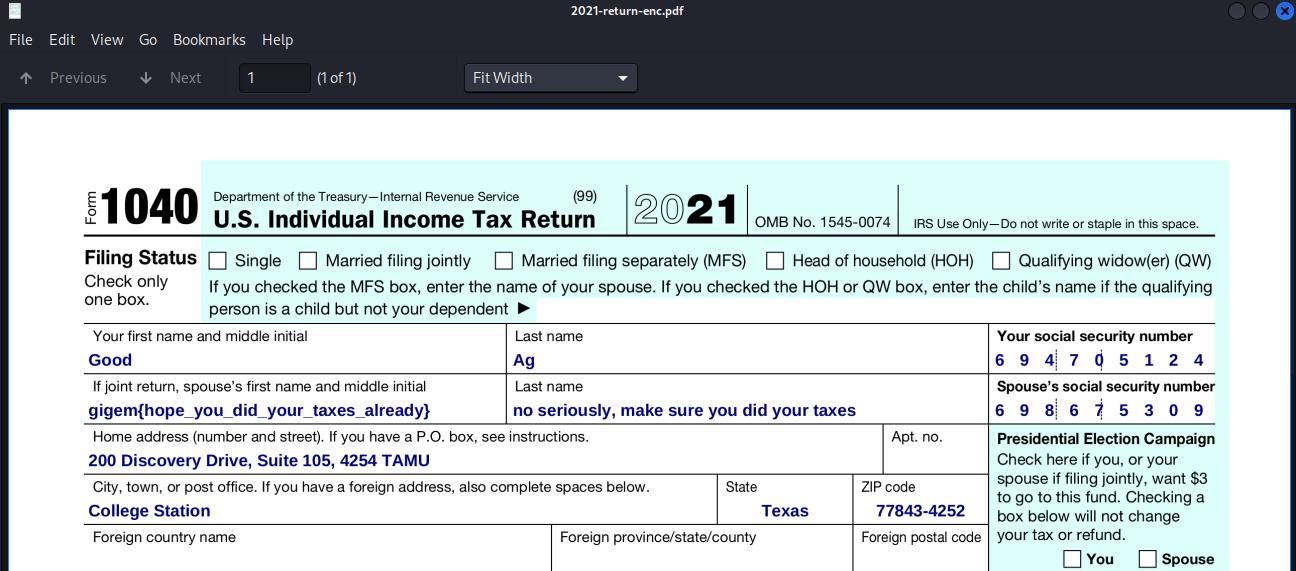 2021-return-enc.pdf
File Edit View Go Bookmarks Help
Previous Next 1 (1 of 1) Fit Width
Form 1040 Department of the Treasury—Internal Revenue Service (99) U.S. Individual Income Tax Return 2021 OMB No. 1545-0074 IRS Use Only—Do not write or staple in this space.
Filing Status Single Married filing jointly Married filing separately (MFS) Head of household (HOH) Qualifying widow(er) (QW)
Check only
one box.
If you checked the MFS box, enter the name of your spouse. If you checked the HOH or QW box, enter the child's name if the qualifying
person is a child but not your dependent ▶
Your first name and middle initial Last name Your social security number
Good Ag 6 9 4 7 0 5 1 2 4
If joint return, spouse's first name and middle initial Last name Spouse's social security number
gigem{hope_you_did_your_taxes_already} no seriously, make sure you did your taxes 6 9 8 6 7 5 3 0 9
Home address (number and street). If you have a P.O. box, see instructions. Apt. no.
200 Discovery Drive, Suite 105, 4254 TAMU
City, town, or post office. If you have a foreign address, also complete spaces below. State ZIP code
College Station Texas 77843-4252
Foreign country name Foreign province/state/county Foreign postal code
Presidential Election Campaign
Check here if you, or your
spouse if filing jointly, want $3
to go to this fund. Checking a
box below will not change
your tax or refund.
You Spouse